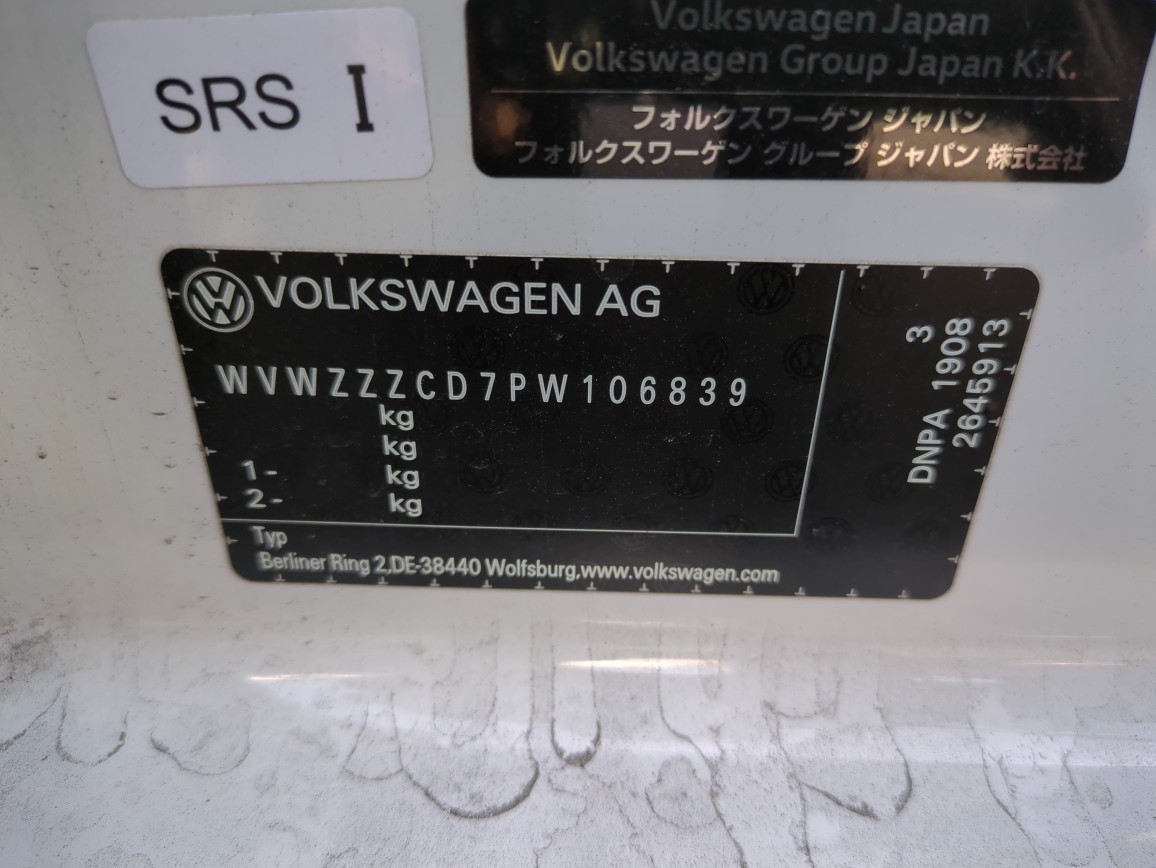 SRS I
Volkswagen Japan
Volkswagen Group Japan K.K.
フォルクスワーゲン ジャパン
フォルクスワーゲン グループ ジャパン 株式会社
VOLKSWAGEN AG
WVWZZZCD7PW106839
kg
kg
1- kg
2- kg
Typ
Berliner Ring 2,DE-38440 Wolfsburg,www.volkswagen.com
3
DNPA 1908
2645913